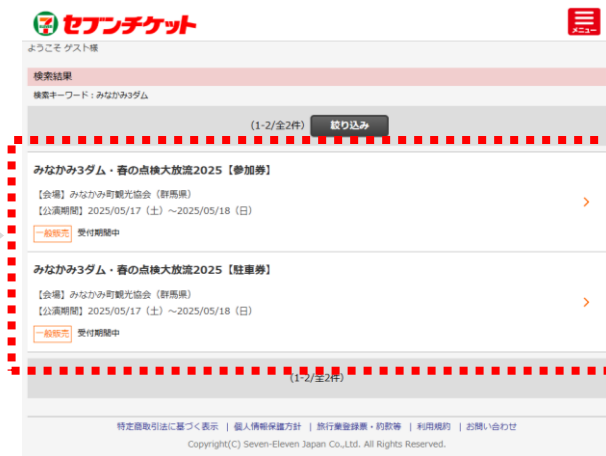 セブンチケット
メニュー
ようこそ ゲスト様
検索結果
検索キーワード：みなかみ3ダム
(1-2/全2件) 絞り込み
みなかみ3ダム・春の点検大放流2025【参加券】
【会場】みなかみ町観光協会（群馬県）
【公演期間】2025/05/17（土）～2025/05/18（日）
一般販売 受付期間中
みなかみ3ダム・春の点検大放流2025【駐車券】
【会場】みなかみ町観光協会（群馬県）
【公演期間】2025/05/17（土）～2025/05/18（日）
一般販売 受付期間中
(1-2/全2件)
特定商取引法に基づく表示 | 個人情報保護方針 | 旅行業登録票・約款等 | 利用規約 | お問い合わせ
Copyright(C) Seven-Eleven Japan Co.,Ltd. All Rights Reserved.